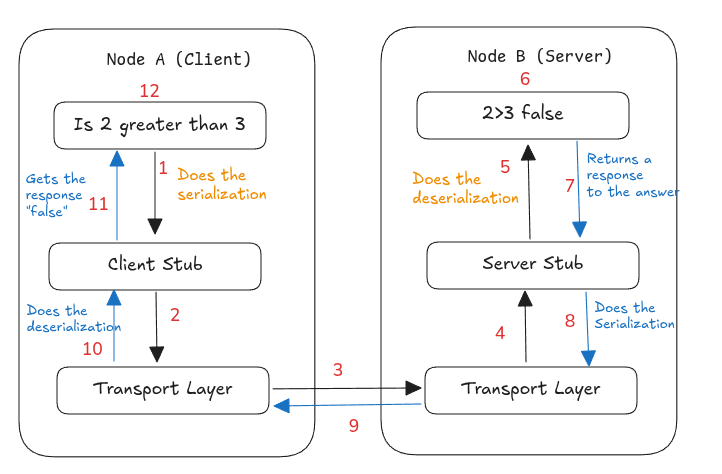 Node A (Client)
12
Is 2 greater than 3
1
Does the
serialization
Gets the
response
"false"
11
Client Stub
Does the
deserialization
10
2
Transport Layer
3
9
Node B (Server)
6
2>3 false
5
Does the
deserialization
7
Returns a
response
to the answer
Server Stub
4
8
Does the
Serialization
Transport Layer